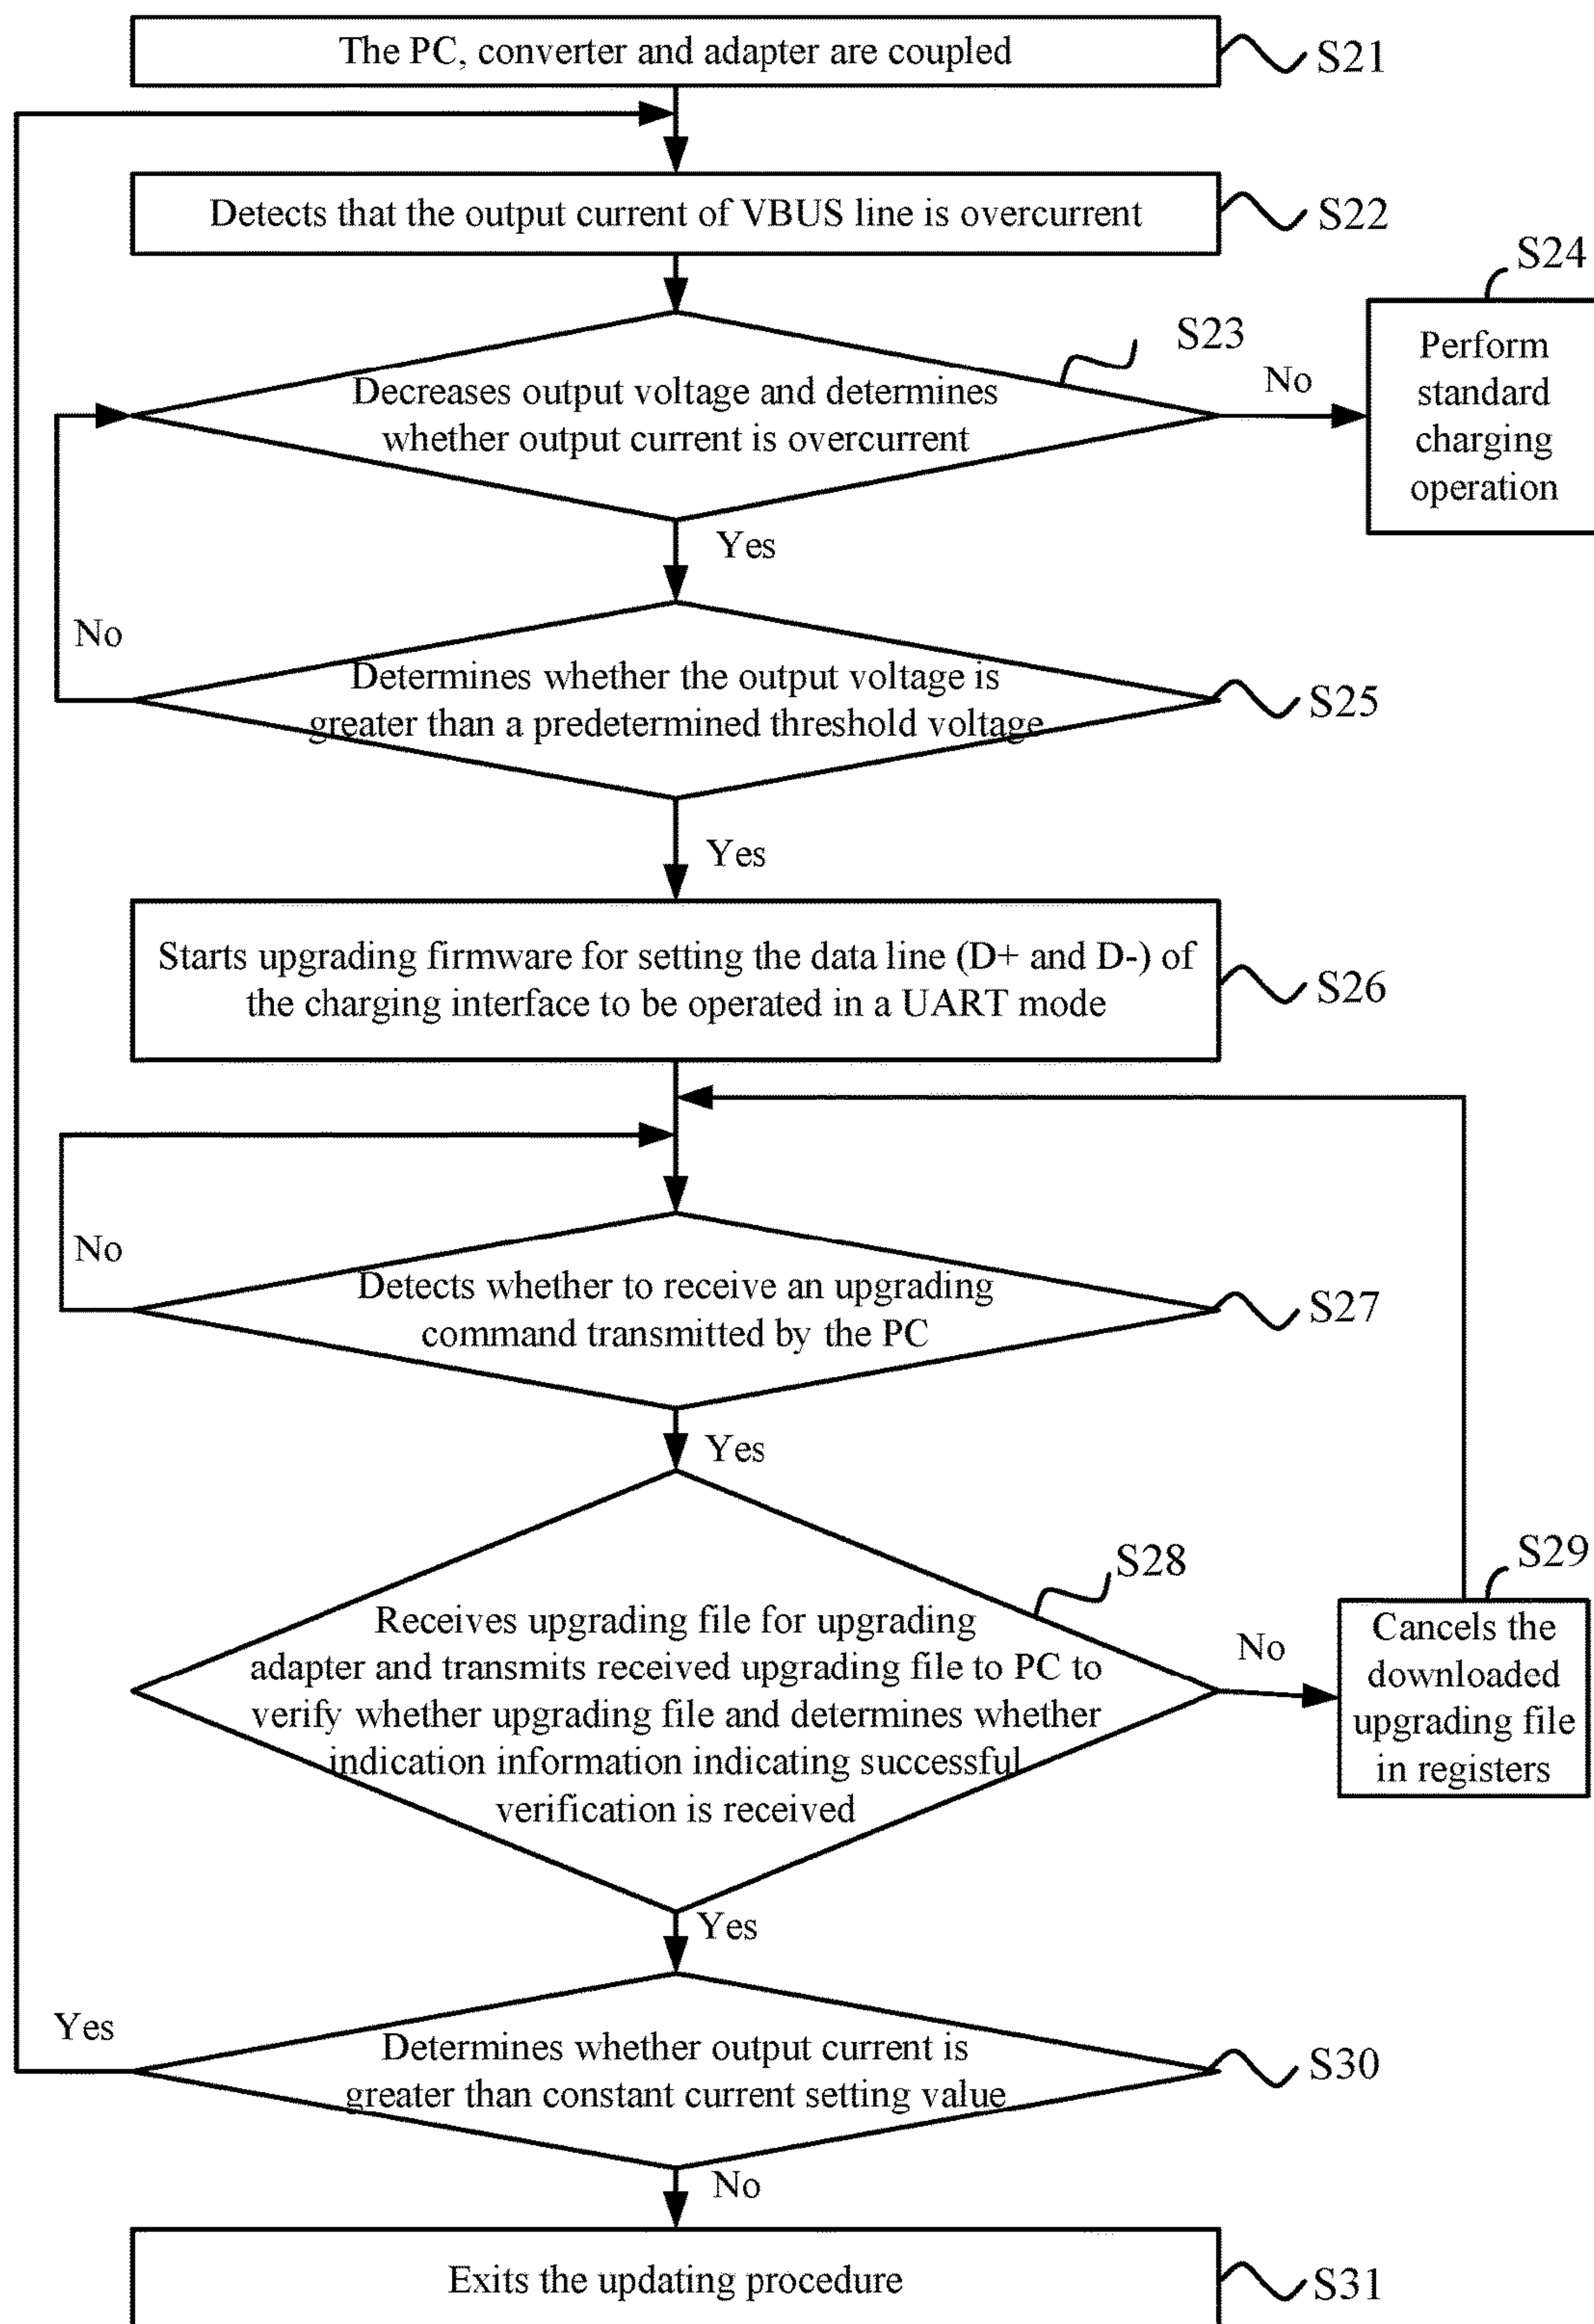 The PC, converter and adapter are coupled
S21
Detects that the output current of VBUS line is overcurrent
S22
S24
S23
Perform
standard
charging
operation
No
Decreases output voltage and determines
whether output current is overcurrent
Yes
No
Determines whether the output voltage is
greater than a predetermined threshold voltage
S25
Yes
Starts upgrading firmware for setting the data line (D+ and D-) of
the charging interface to be operated in a UART mode
S26
No
Detects whether to receive an upgrading
command transmitted by the PC
S27
Yes
S28
S29
Receives upgrading file for upgrading
adapter and transmits received upgrading file to PC to
verify whether upgrading file and determines whether
indication information indicating successful
verification is received
No
Cancels the
downloaded
upgrading file
in registers
Yes
Yes
Determines whether output current is
greater than constant current setting value
S30
No
Exits the updating procedure
S31